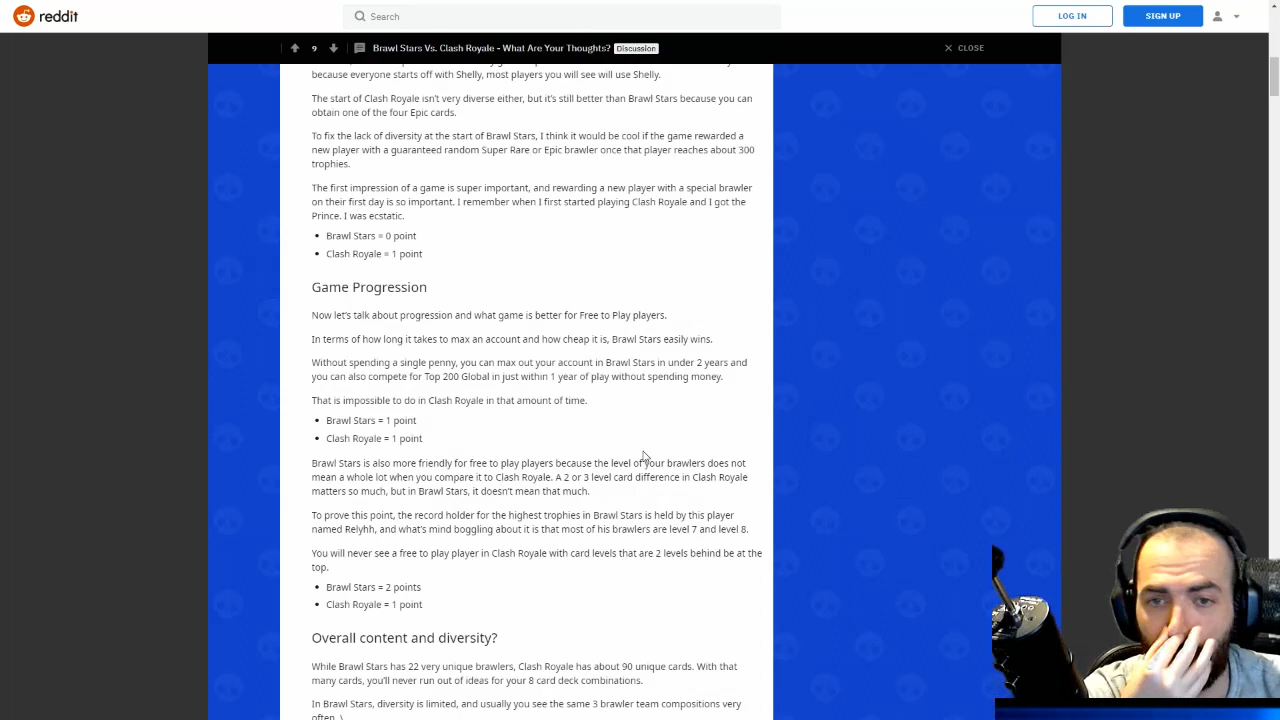 reddit
Search
LOG IN
SIGN UP
9
Brawl Stars Vs. Clash Royale - What Are Your Thoughts?
Discussion
CLOSE
because everyone starts off with Shelly, most players you will see will use Shelly.
The start of Clash Royale isn't very diverse either, but it's still better than Brawl Stars because you can
obtain one of the four Epic cards.
To fix the lack of diversity at the start of Brawl Stars, I think it would be cool if the game rewarded a
new player with a guaranteed random Super Rare or Epic brawler once that player reaches about 300
trophies.
The first impression of a game is super important, and rewarding a new player with a special brawler
on their first day is so important. I remember when I first started playing Clash Royale and I got the
Prince. I was ecstatic.
• Brawl Stars = 0 point
• Clash Royale = 1 point
Game Progression
Now let's talk about progression and what game is better for Free to Play players.
In terms of how long it takes to max an account and how cheap it is, Brawl Stars easily wins.
Without spending a single penny, you can max out your account in Brawl Stars in under 2 years and
you can also compete for Top 200 Global in just within 1 year of play without spending money.
That is impossible to do in Clash Royale in that amount of time.
• Brawl Stars = 1 point
• Clash Royale = 1 point
Brawl Stars is also more friendly for free to play players because the level of your brawlers does not
mean a whole lot when you compare it to Clash Royale. A 2 or 3 level card difference in Clash Royale
matters so much, but in Brawl Stars, it doesn't mean that much.
To prove this point, the record holder for the highest trophies in Brawl Stars is held by this player
named Relyhh, and what's mind boggling about it is that most of his brawlers are level 7 and level 8.
You will never see a free to play player in Clash Royale with card levels that are 2 levels behind be at the
top.
• Brawl Stars = 2 points
• Clash Royale = 1 point
Overall content and diversity?
While Brawl Stars has 22 very unique brawlers, Clash Royale has about 90 unique cards. With that
many cards, you'll never run out of ideas for your 8 card deck combinations.
In Brawl Stars, diversity is limited, and usually you see the same 3 brawler team compositions very
often. \